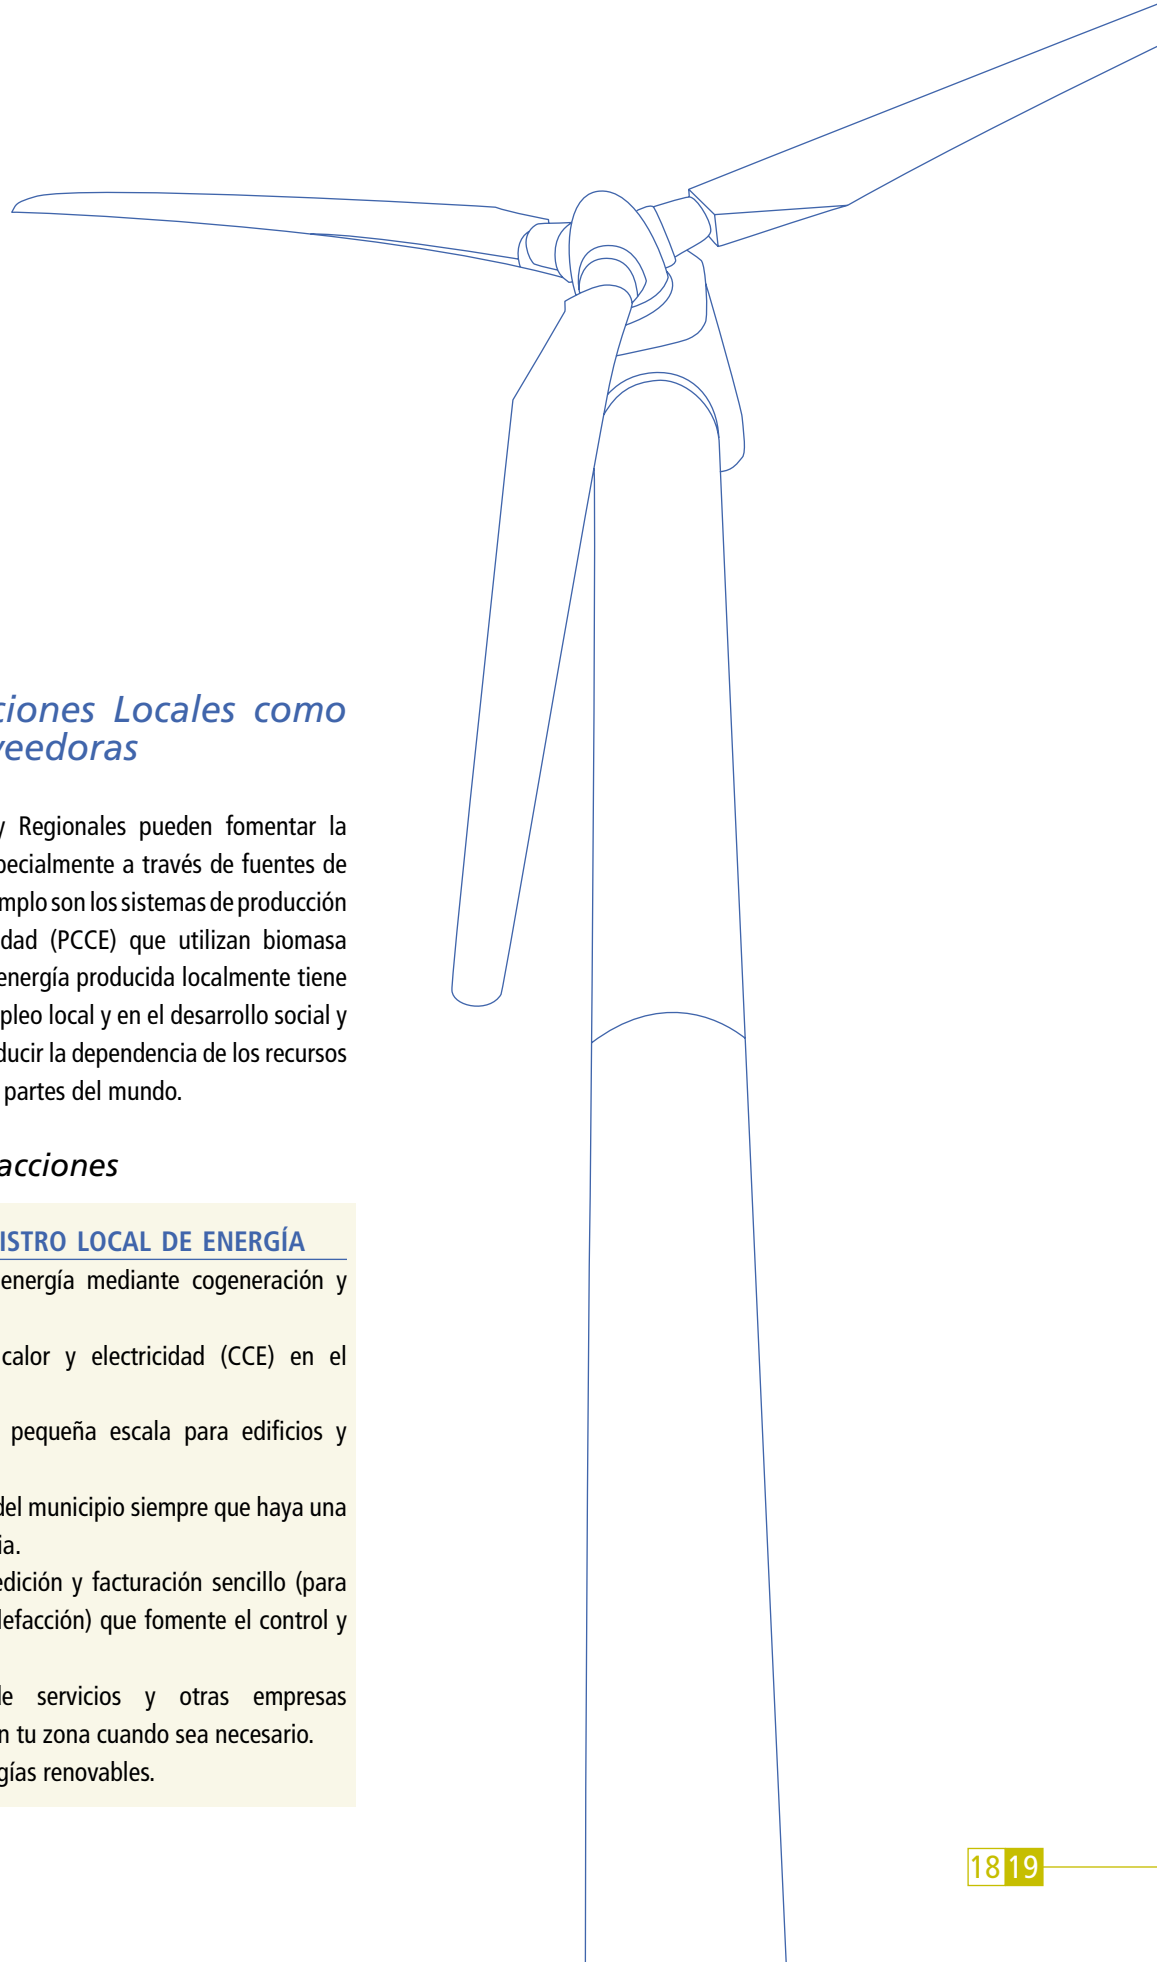 ciones Locales como
veedoras
y Regionales pueden fomentar la
pecialmente a través de fuentes de
mplo son los sistemas de producción
dad (PCCE) que utilizan biomasa
energía producida localmente tiene
pleo local y en el desarrollo social y
ducir la dependencia de los recursos
partes del mundo.
acciones
ISTRO LOCAL DE ENERGÍA
energía mediante cogeneración y
calor y electricidad (CCE) en el
pequeña escala para edificios y
del municipio siempre que haya una
ia.
edición y facturación sencillo (para
lefacción) que fomente el control y
de servicios y otras empresas
n tu zona cuando sea necesario.
gías renovables.
18 19